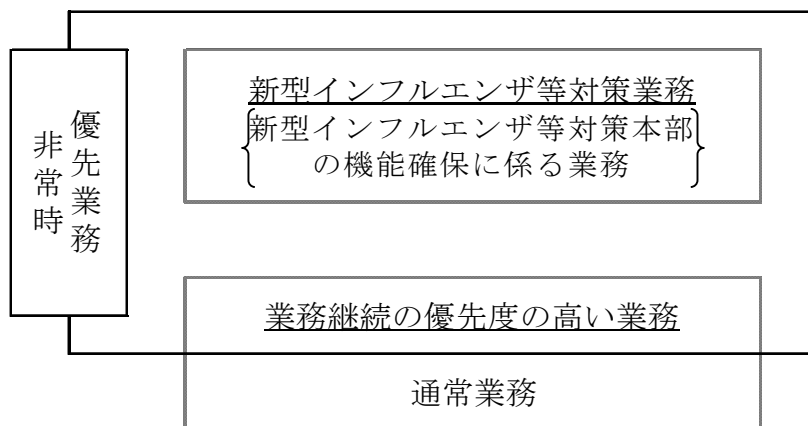 優先業務
非常時
新型インフルエンザ等対策業務
新型インフルエンザ等対策本部
の機能確保に係る業務
業務継続の優先度の高い業務
通常業務